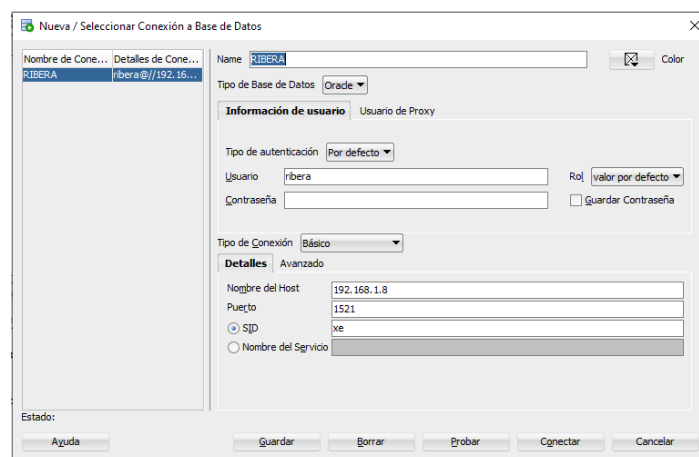 Nueva / Seleccionar Conexión a Base de Datos
Nombre de Cone... Detalles de Cone...
RIBERA ribera@//192.16...
Name RIBERA Color
Tipo de Base de Datos Oracle
Información de usuario Usuario de Proxy
Tipo de autenticación Por defecto
Usuario ribera Rol valor por defecto
Contraseña Guardar Contraseña
Tipo de Conexión Básico
Detalles Avanzado
Nombre del Host 192.168.1.8
Puerto 1521
SID xe
Nombre del Servicio
Estado:
Ayuda Guardar Borrar Probar Conectar Cancelar